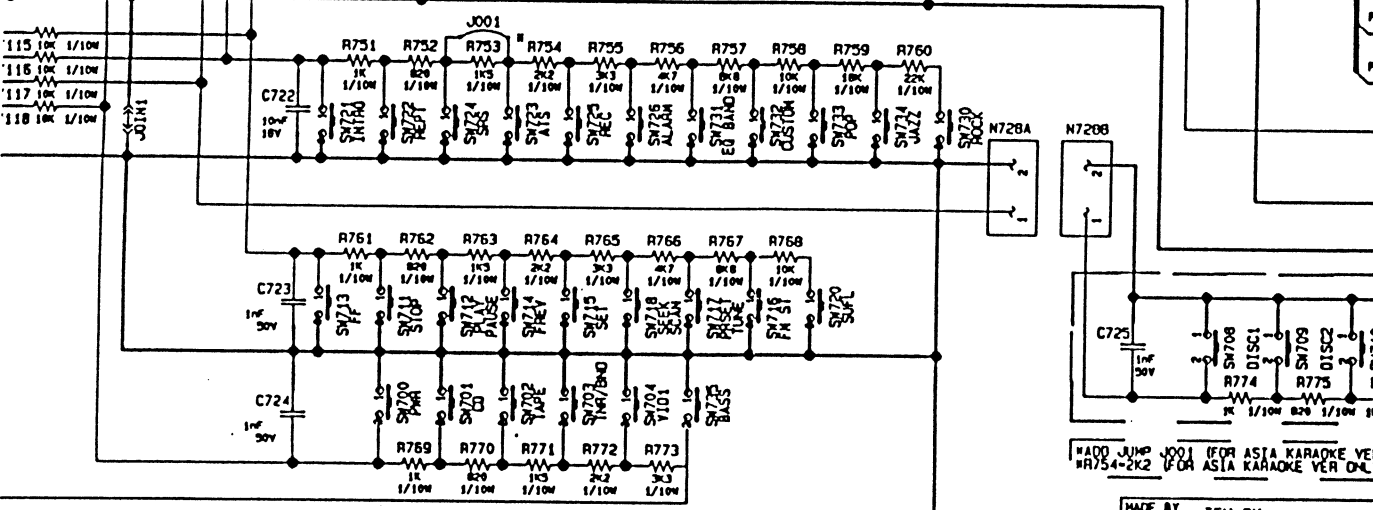 J001
R751 R752 R753 * R754 R755 R756 R757 R758 R759 R760
1K 820 1K5 2K2 3K3 4K7 6K8 10K 18K 22K
1/10W 1/10W 1/10W 1/10W 1/10W 1/10W 1/10W 1/10W 1/10W
115 10K 1/10W
116 10K 1/10W
117 10K 1/10W
118 10K 1/10W
JOIN1
C722
10nF
16V
SW721
INTRO
SW722
REPT
SW724
SRS
SW723
ATS
SW725
REC
SW726
ALARM
SW731
EQ BAND
SW732
CUSTOM
SW733
POP
SW734
JAZZ
SW730
ROCK
N728A
2
1
N728B
2
1
R761 R762 R763 R764 R765 R766 R767 R768
1K 820 1K5 2K2 3K3 4K7 6K8 10K
1/10W 1/10W 1/10W 1/10W 1/10W 1/10W 1/10W 1/10W
C723
1nF
50V
SW713
FF
SW711
STOP
SW712
PLAY
PAUSE
SW714
FREV
SW715
SET
SW718
SEEK
SCAN
SW717
PRSET
TUNE
SW716
FM ST
SW720
SUFL
C724
1nF
50V
SW700
PWR
SW701
CD
SW702
TAPE
SW703
TNR/BND
SW704
VID1
SW735
BASS
R769 R770 R771 R772 R773
1K 820 1K5 2K2 3K3
1/10W 1/10W 1/10W 1/10W 1/10W
C725
1nF
50V
SW708
DISC1
SW709
DISC2
R774 R775
1K 1/10W 820 1/10W
*ADD JUMP J001 (FOR ASIA KARAOKE VE
*R754-2K2 (FOR ASIA KARAOKE VER ONL
MADE BY